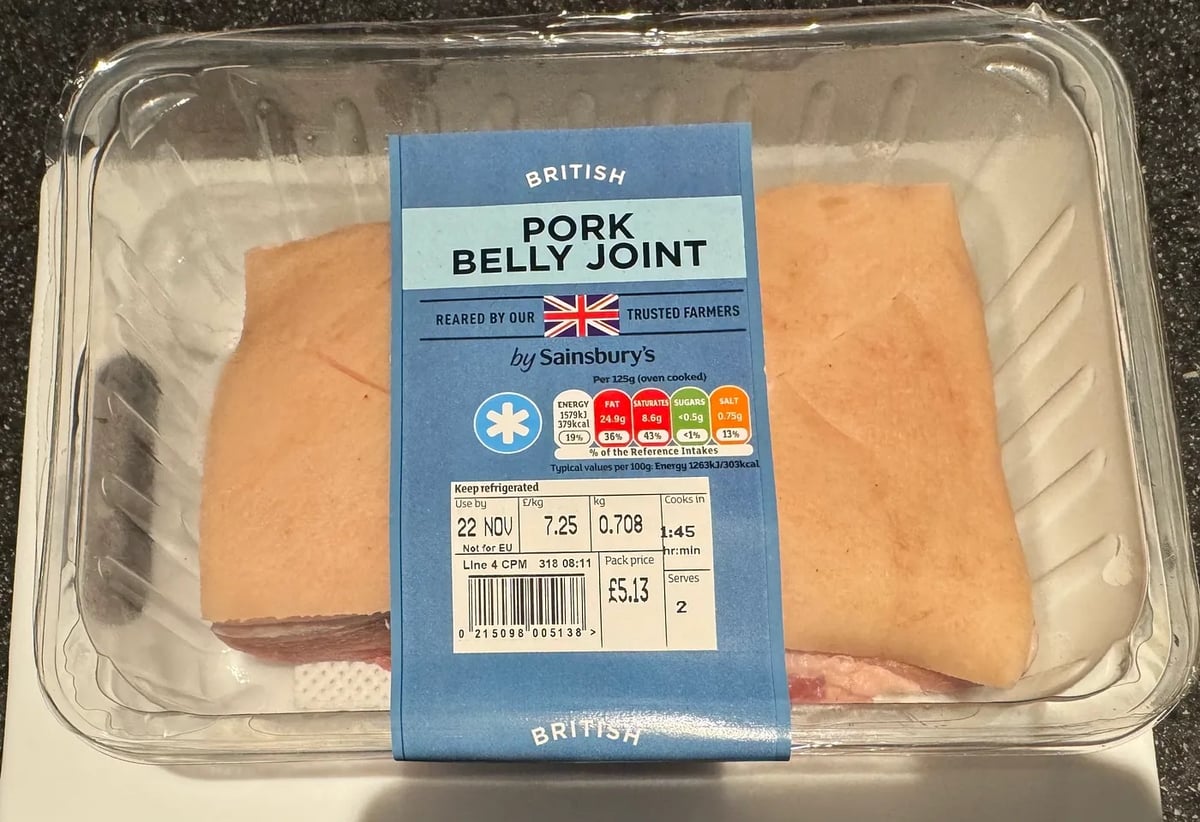 BRITISH
PORK
BELLY JOINT
REARED BY OUR TRUSTED FARMERS
by Sainsbury's
Per 125g (oven cooked)
ENERGY FAT SATURATES SUGARS SALT
1579kJ
379kcal 24.9g 8.6g <0.5g 0.75g
19% 36% 43% <1% 13%
% of the Reference Intakes
Typical values per 100g: Energy 1263kJ/303kcal
Keep refrigerated
Use by £/kg kg Cooks in
22 NOV 7.25 0.708 1:45
Not for EU hr:min
Line 4 CPM 318 08:11 Pack price
£5.13 Serves
2
0 215098 005138 >
BRITISH